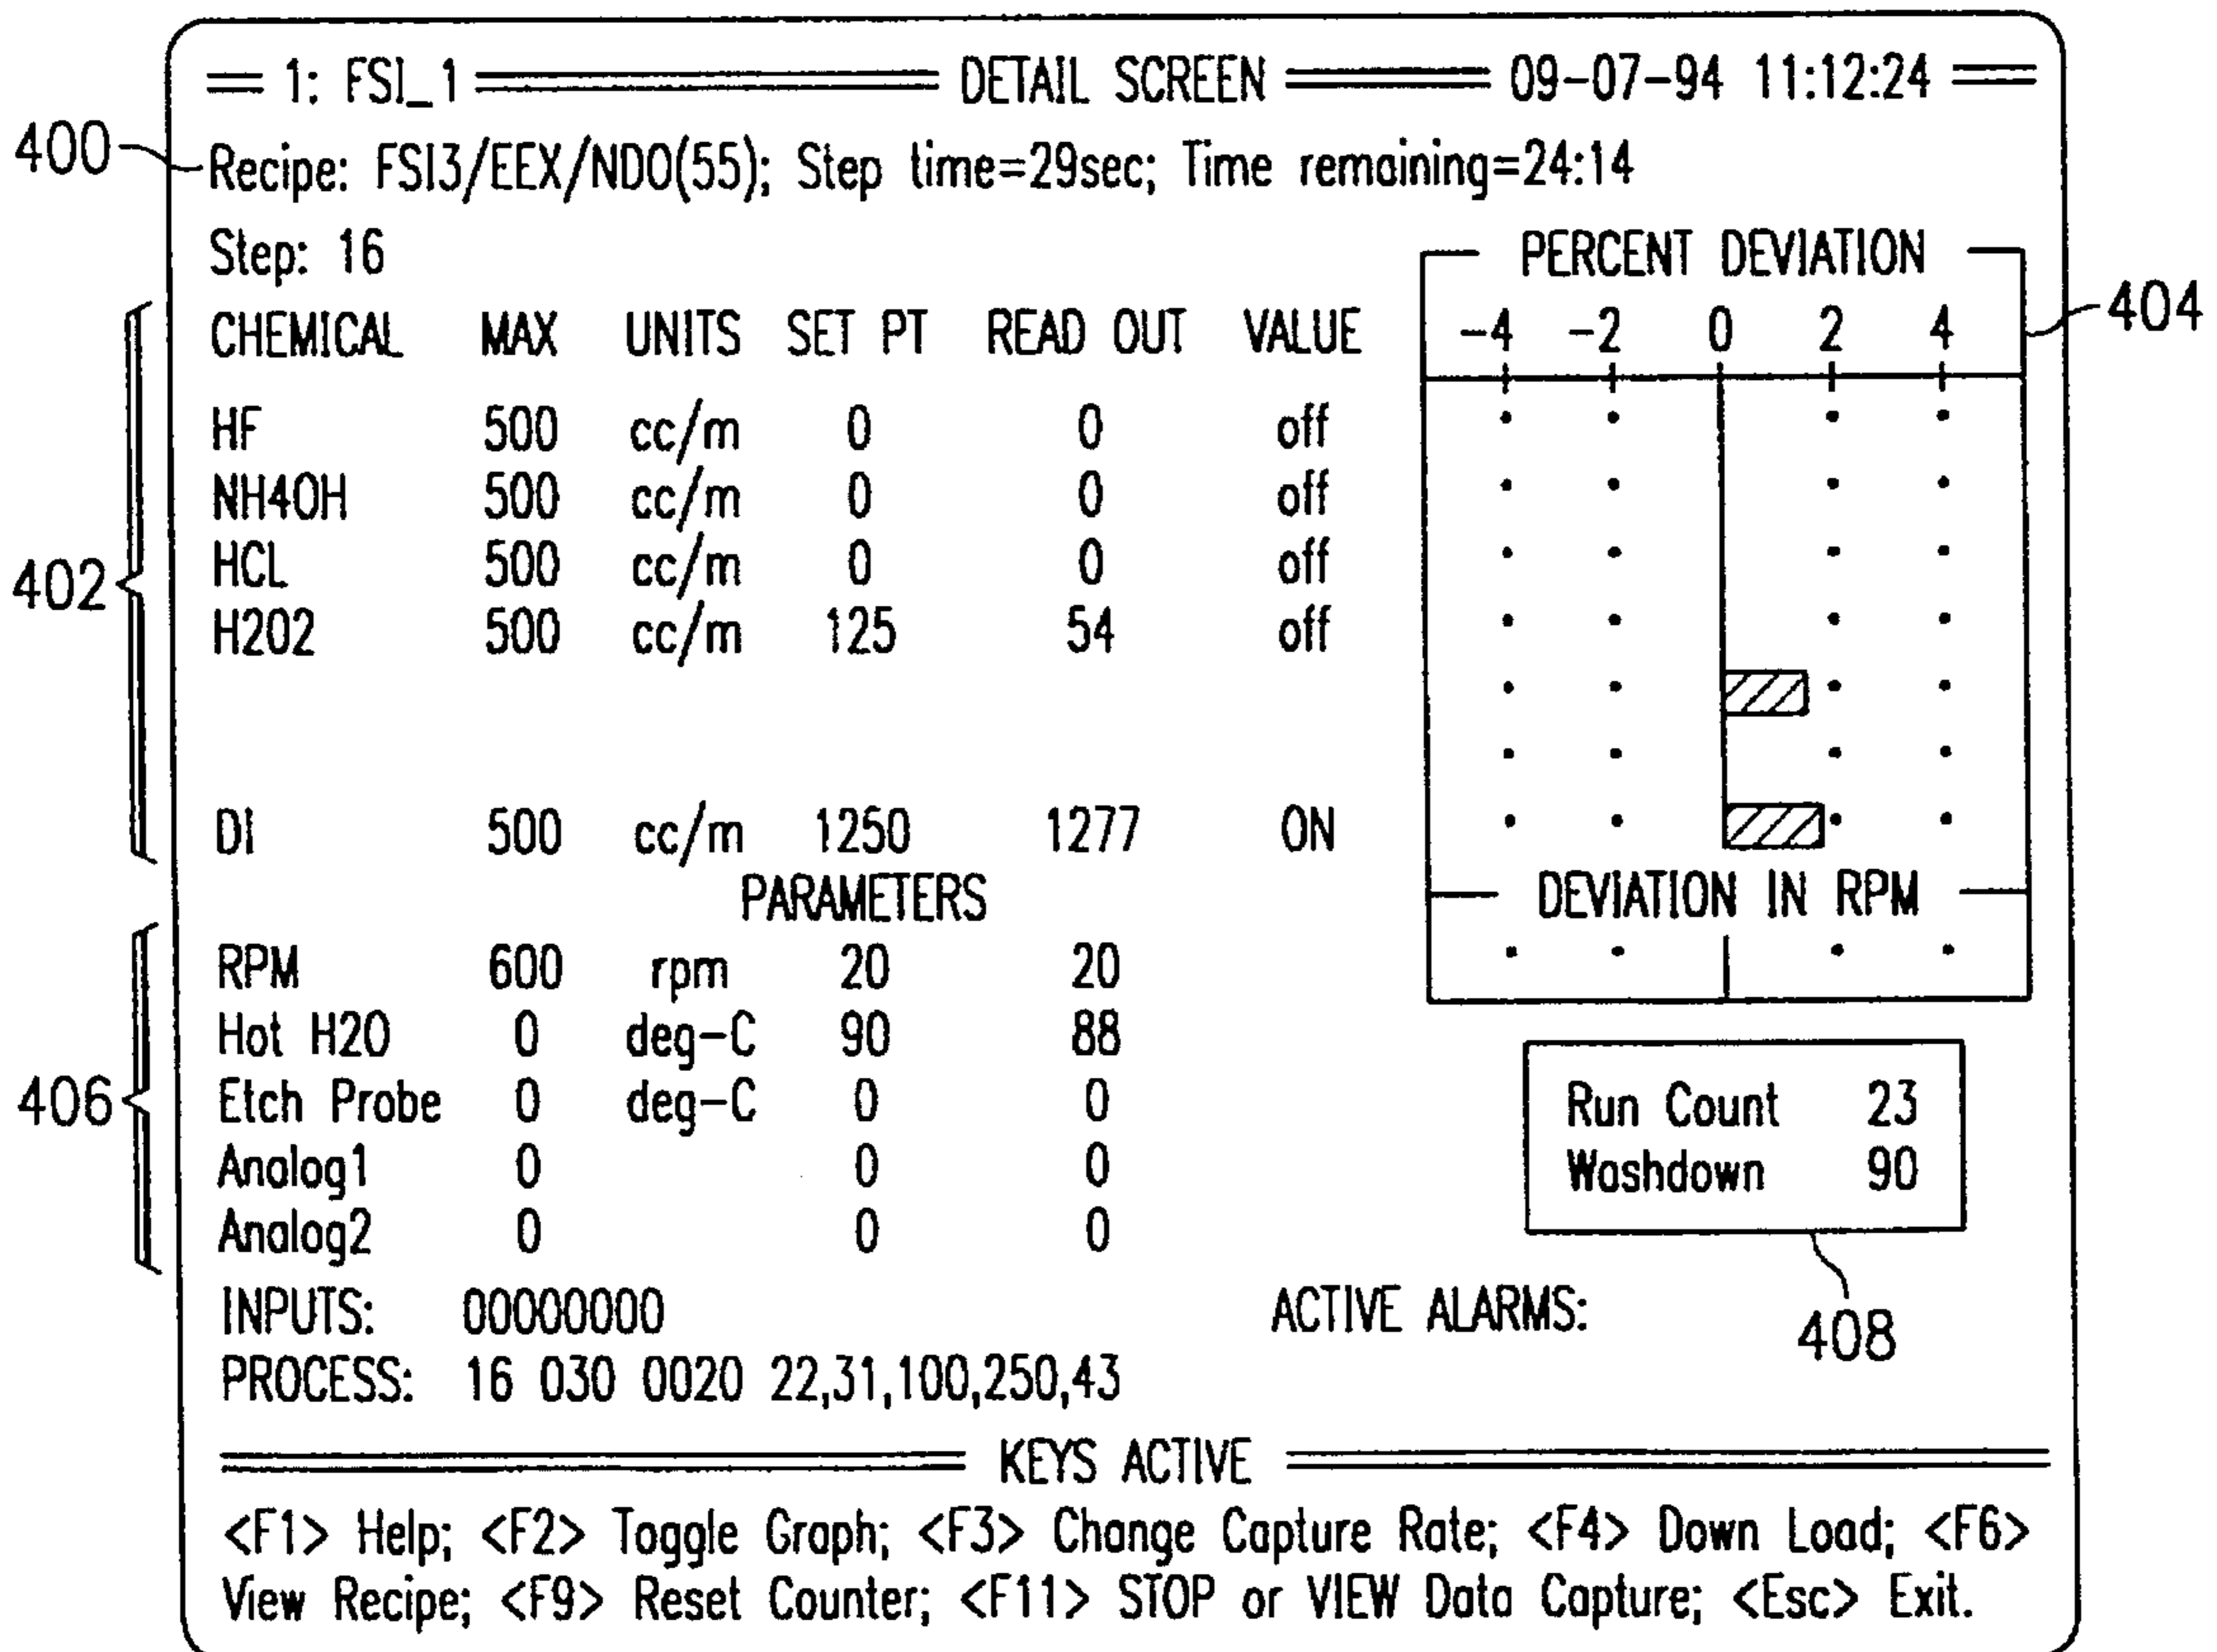 1: FSI_1 DETAIL SCREEN 09-07-94 11:12:24
400
Recipe: FSI3/EEX/NDO(55); Step time=29sec; Time remaining=24:14
Step: 16
PERCENT DEVIATION
404
CHEMICAL MAX UNITS SET PT READ OUT VALUE -4 -2 0 2 4
HF 500 cc/m 0 0 off
NH4OH 500 cc/m 0 0 off
402
HCL 500 cc/m 0 0 off
H2O2 500 cc/m 125 54 off
DI 500 cc/m 1250 1277 ON
PARAMETERS
DEVIATION IN RPM
406
RPM 600 rpm 20 20
Hot H2O 0 deg-C 90 88
Etch Probe 0 deg-C 0 0
Analog1 0 0 0
Analog2 0 0 0
Run Count 23
Washdown 90
408
INPUTS: 00000000
ACTIVE ALARMS:
PROCESS: 16 030 0020 22,31,100,250,43
KEYS ACTIVE
<F1> Help; <F2> Toggle Graph; <F3> Change Capture Rate; <F4> Down Load; <F6>
View Recipe; <F9> Reset Counter; <F11> STOP or VIEW Data Capture; <Esc> Exit.